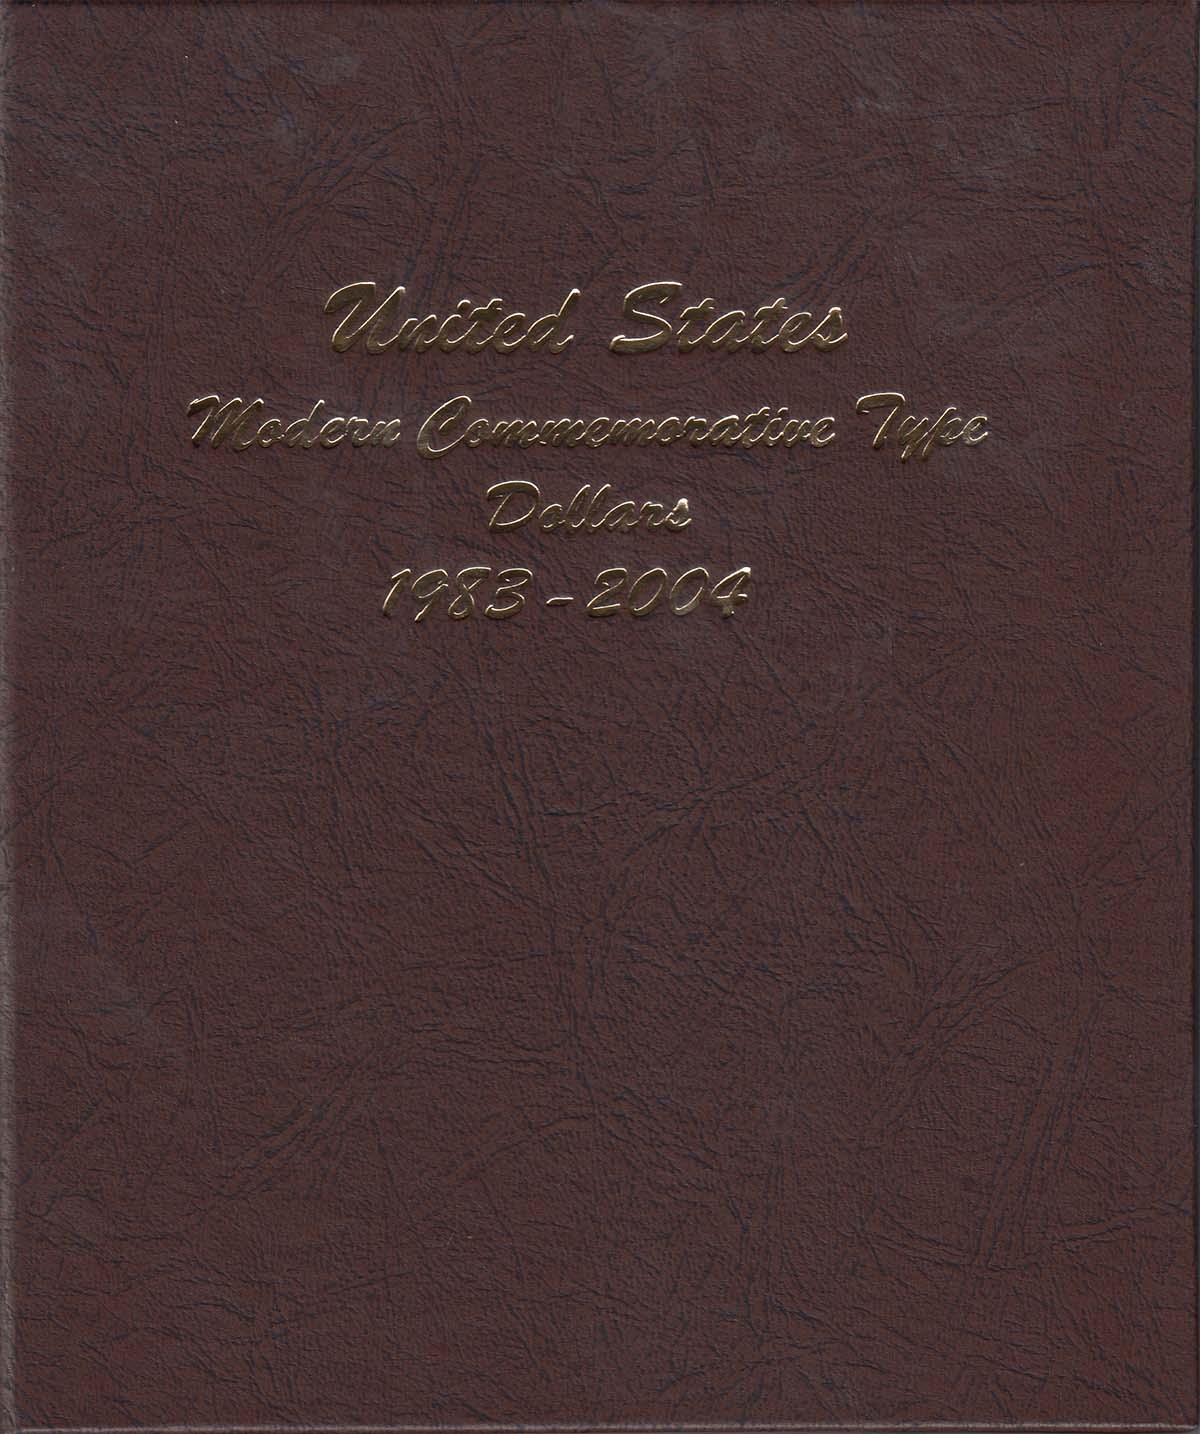 United States
Modern Commemorative Type
Dollars
1983 - 2004